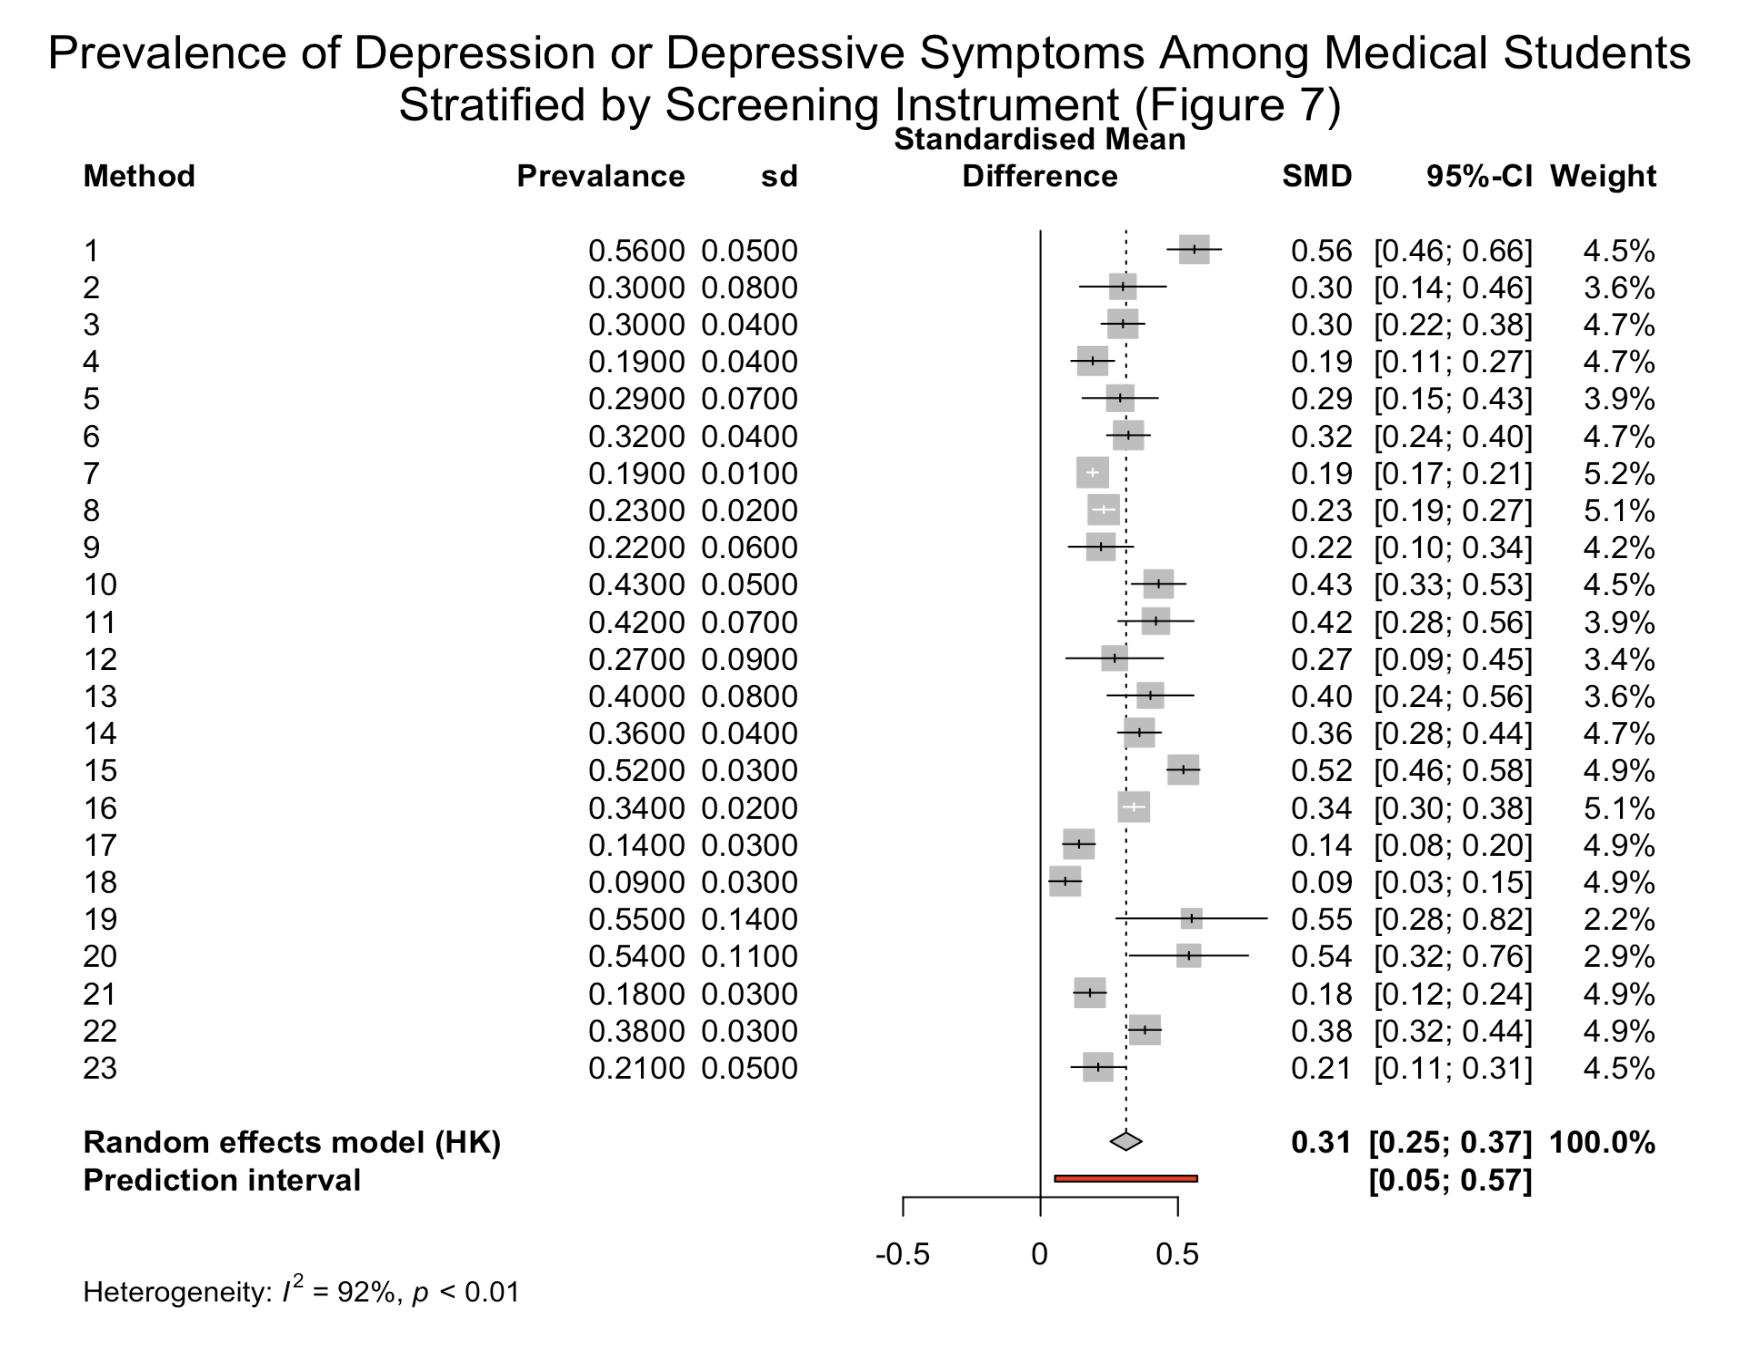 Prevalence of Depression or Depressive Symptoms Among Medical Students
Stratified by Screening Instrument (Figure 7)
Standardised Mean
Method Prevalance sd Difference SMD 95%-CI Weight
1 0.5600 0.0500 0.56 [0.46; 0.66] 4.5%
2 0.3000 0.0800 0.30 [0.14; 0.46] 3.6%
3 0.3000 0.0400 0.30 [0.22; 0.38] 4.7%
4 0.1900 0.0400 0.19 [0.11; 0.27] 4.7%
5 0.2900 0.0700 0.29 [0.15; 0.43] 3.9%
6 0.3200 0.0400 0.32 [0.24; 0.40] 4.7%
7 0.1900 0.0100 0.19 [0.17; 0.21] 5.2%
8 0.2300 0.0200 0.23 [0.19; 0.27] 5.1%
9 0.2200 0.0600 0.22 [0.10; 0.34] 4.2%
10 0.4300 0.0500 0.43 [0.33; 0.53] 4.5%
11 0.4200 0.0700 0.42 [0.28; 0.56] 3.9%
12 0.2700 0.0900 0.27 [0.09; 0.45] 3.4%
13 0.4000 0.0800 0.40 [0.24; 0.56] 3.6%
14 0.3600 0.0400 0.36 [0.28; 0.44] 4.7%
15 0.5200 0.0300 0.52 [0.46; 0.58] 4.9%
16 0.3400 0.0200 0.34 [0.30; 0.38] 5.1%
17 0.1400 0.0300 0.14 [0.08; 0.20] 4.9%
18 0.0900 0.0300 0.09 [0.03; 0.15] 4.9%
19 0.5500 0.1400 0.55 [0.28; 0.82] 2.2%
20 0.5400 0.1100 0.54 [0.32; 0.76] 2.9%
21 0.1800 0.0300 0.18 [0.12; 0.24] 4.9%
22 0.3800 0.0300 0.38 [0.32; 0.44] 4.9%
23 0.2100 0.0500 0.21 [0.11; 0.31] 4.5%
Random effects model (HK) 0.31 [0.25; 0.37] 100.0%
Prediction interval [0.05; 0.57]
-0.5 0 0.5
Heterogeneity: I² = 92%, p < 0.01